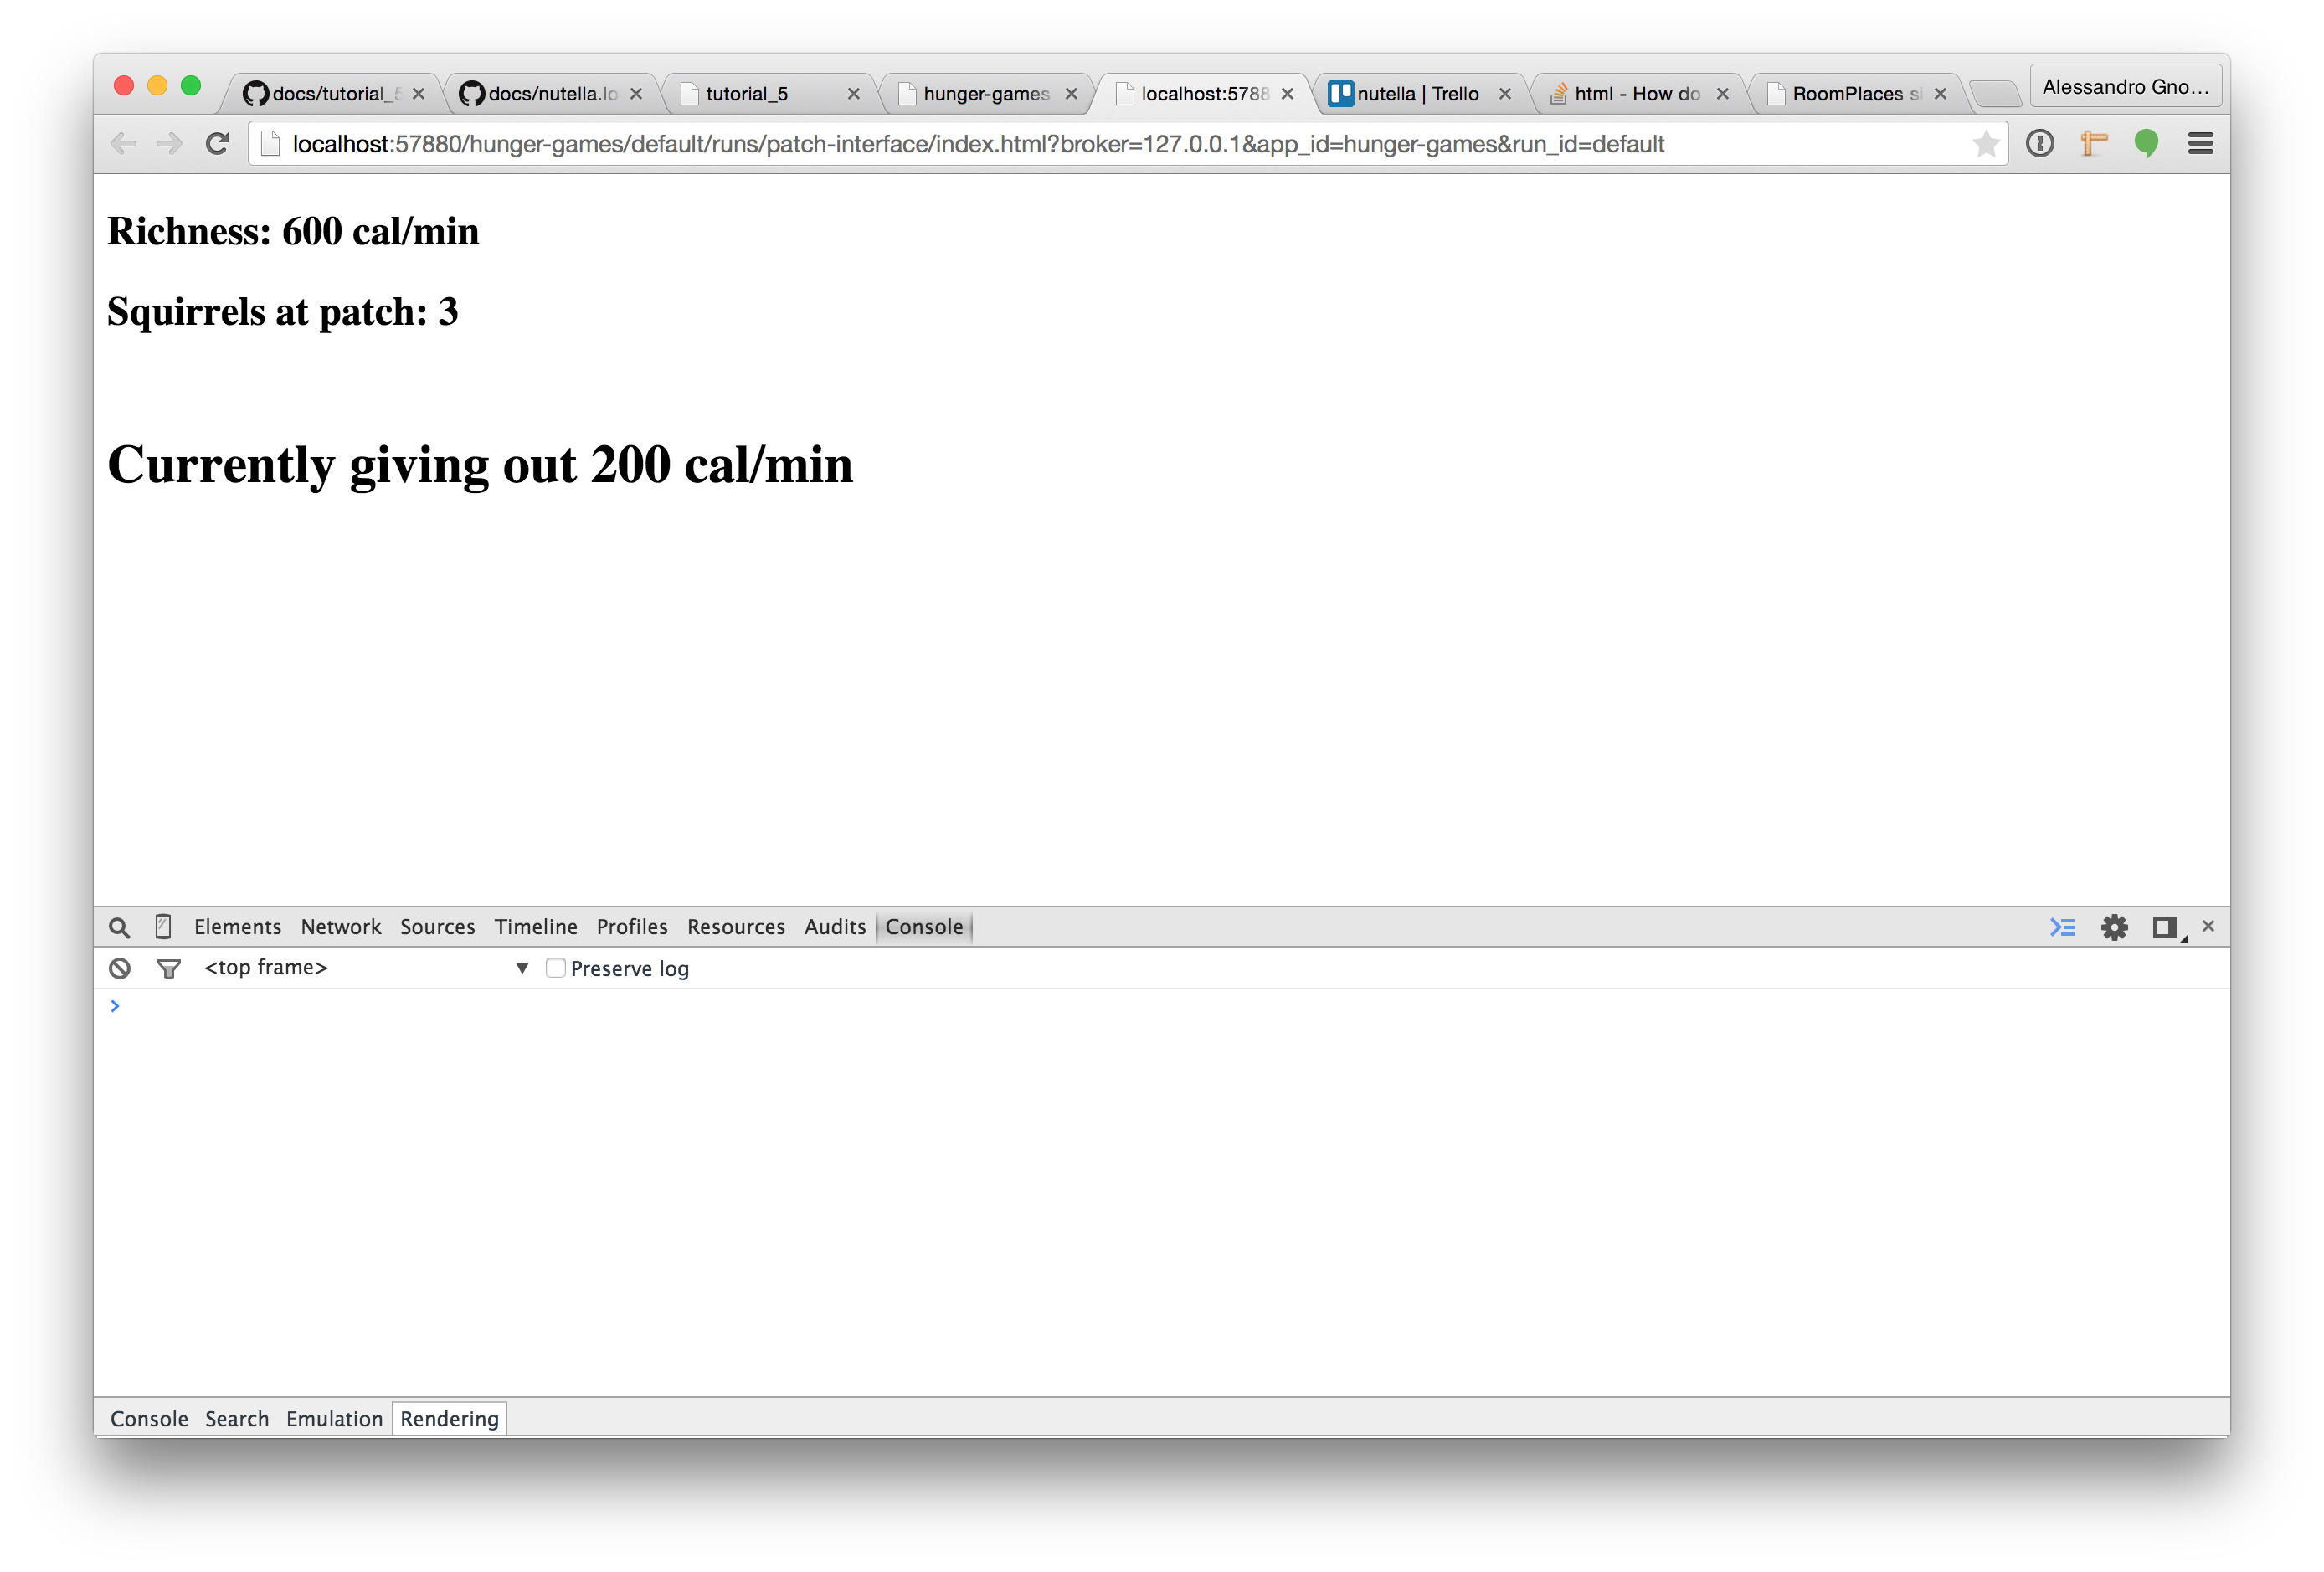 docs/tutorial_5
docs/nutella.lo
tutorial_5
hunger-games
localhost:5788
nutella | Trello
html - How do
RoomPlaces si
Alessandro Gno...
localhost:57880/hunger-games/default/runs/patch-interface/index.html?broker=127.0.0.1&app_id=hunger-games&run_id=default
Richness: 600 cal/min
Squirrels at patch: 3
Currently giving out 200 cal/min
Elements Network Sources Timeline Profiles Resources Audits Console
<top frame> ▼ Preserve log
>
Console Search Emulation Rendering